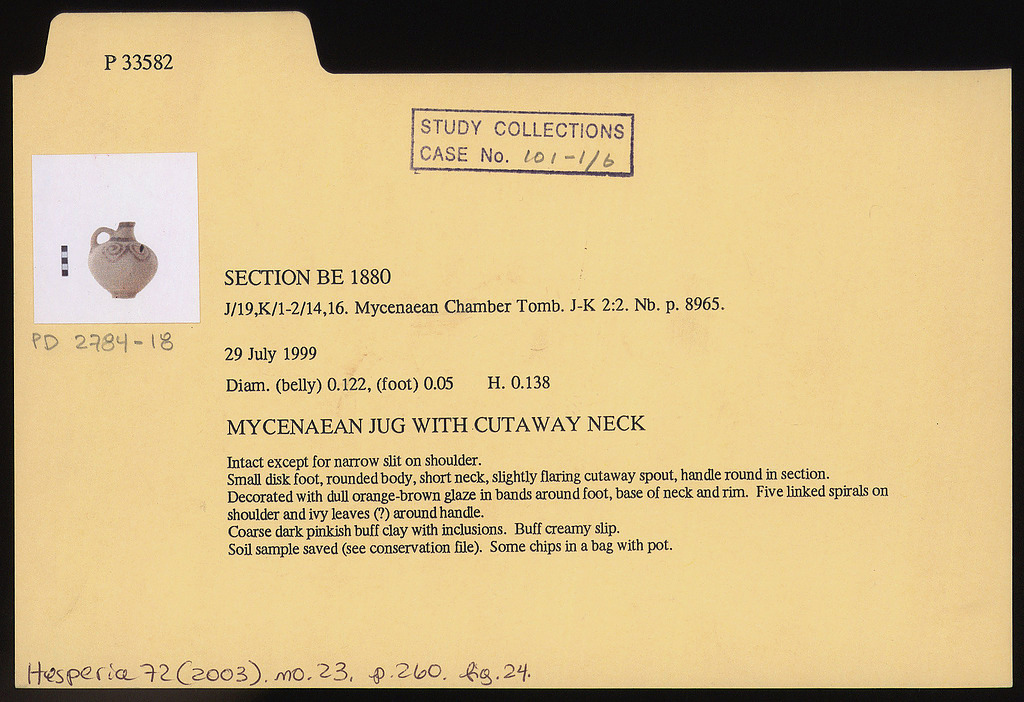 P 33582
STUDY COLLECTIONS
CASE No. 101-1/6
PD 2784-18
SECTION BE 1880
J/19,K/1-2/14,16. Mycenaean Chamber Tomb. J-K 2:2. Nb. p. 8965.
29 July 1999
Diam. (belly) 0.122, (foot) 0.05 H. 0.138
MYCENAEAN JUG WITH CUTAWAY NECK
Intact except for narrow slit on shoulder.
Small disk foot, rounded body, short neck, slightly flaring cutaway spout, handle round in section.
Decorated with dull orange-brown glaze in bands around foot, base of neck and rim. Five linked spirals on
shoulder and ivy leaves (?) around handle.
Coarse dark pinkish buff clay with inclusions. Buff creamy slip.
Soil sample saved (see conservation file). Some chips in a bag with pot.
Hesperia 72 (2003). no. 23, p. 260. fig. 24.